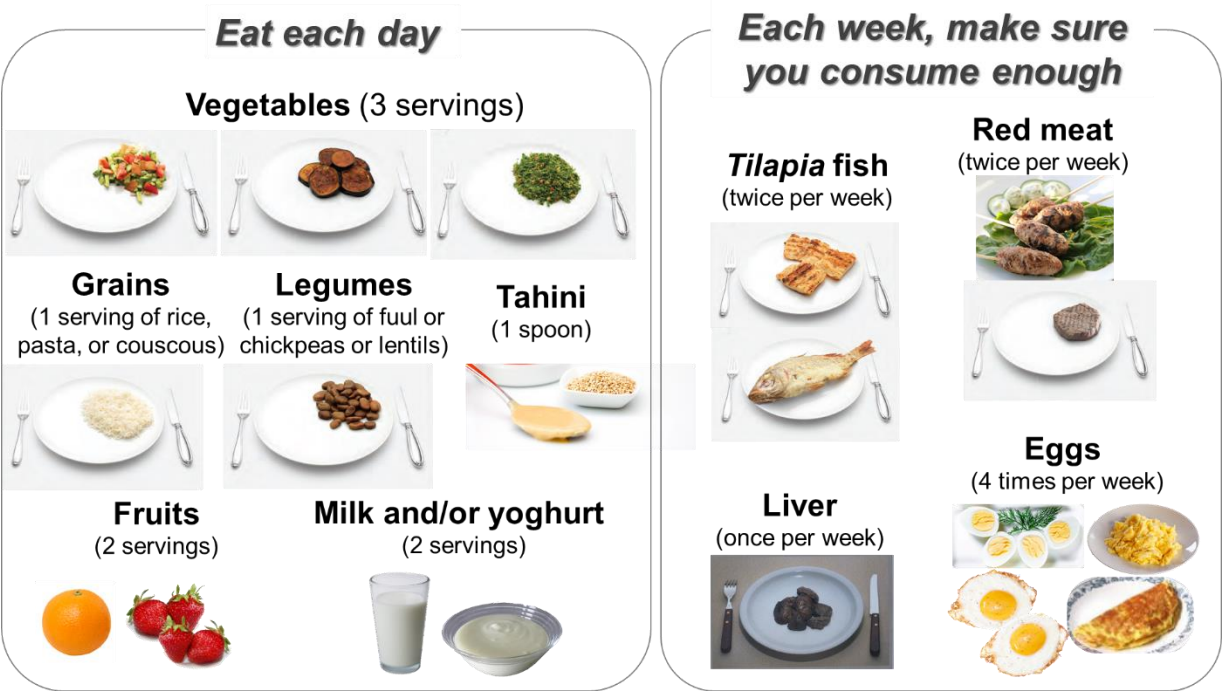 Eat each day
Vegetables (3 servings)
Grains
(1 serving of rice,
pasta, or couscous)
Legumes
(1 serving of fuul or
chickpeas or lentils)
Tahini
(1 spoon)
Fruits
(2 servings)
Milk and/or yoghurt
(2 servings)
Each week, make sure
you consume enough
Tilapia fish
(twice per week)
Red meat
(twice per week)
Liver
(once per week)
Eggs
(4 times per week)